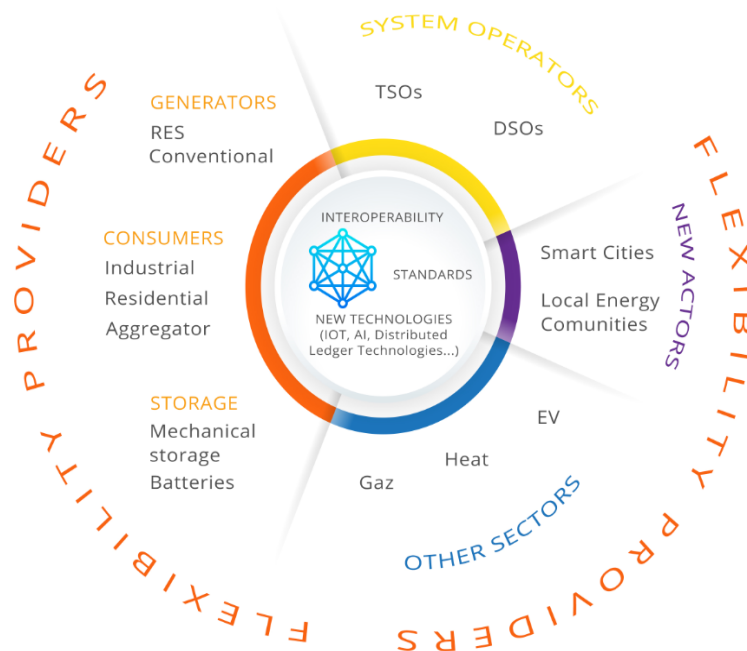 FLEXIBILITY PROVIDERS
GENERATORS
RES
Conventional
CONSUMERS
Industrial
Residential
Aggregator
STORAGE
Mechanical
storage
Batteries
SYSTEM OPERATORS
TSOs
DSOs
INTEROPERABILITY
STANDARDS
NEW TECHNOLOGIES
(IOT, AI, Distributed
Ledger Technologies...)
NEW ACTORS
Smart Cities
Local Energy
Comunities
EV
Heat
Gaz
OTHER SECTORS
FLEXIBILITY PROVIDERS